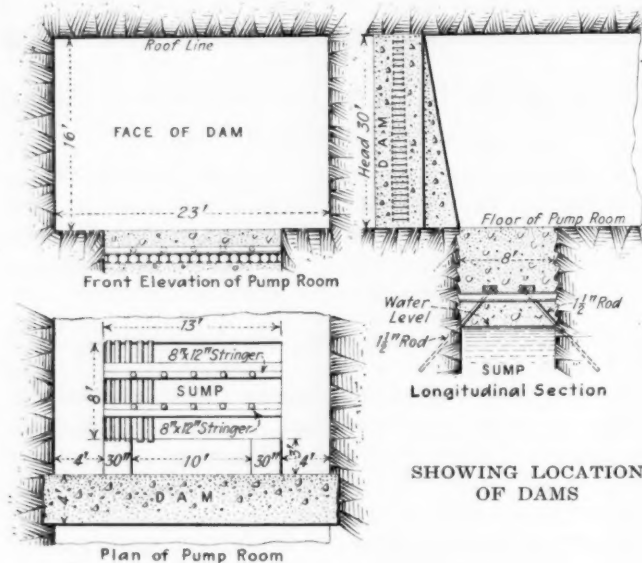 Roof Line
16'
FACE OF DAM
23'
Front Elevation of Pump Room
Head 30'
DAM
Floor of Pump Room
8'
Water Level
1½" Rod
1½" Rod
SUMP
Longitudinal Section
13'
8"x12" Stringer
8'
SUMP
8"x12" Stringer
4'
30"
10'
30"
4'
DAM
Plan of Pump Room
SHOWING LOCATION
OF DAMS